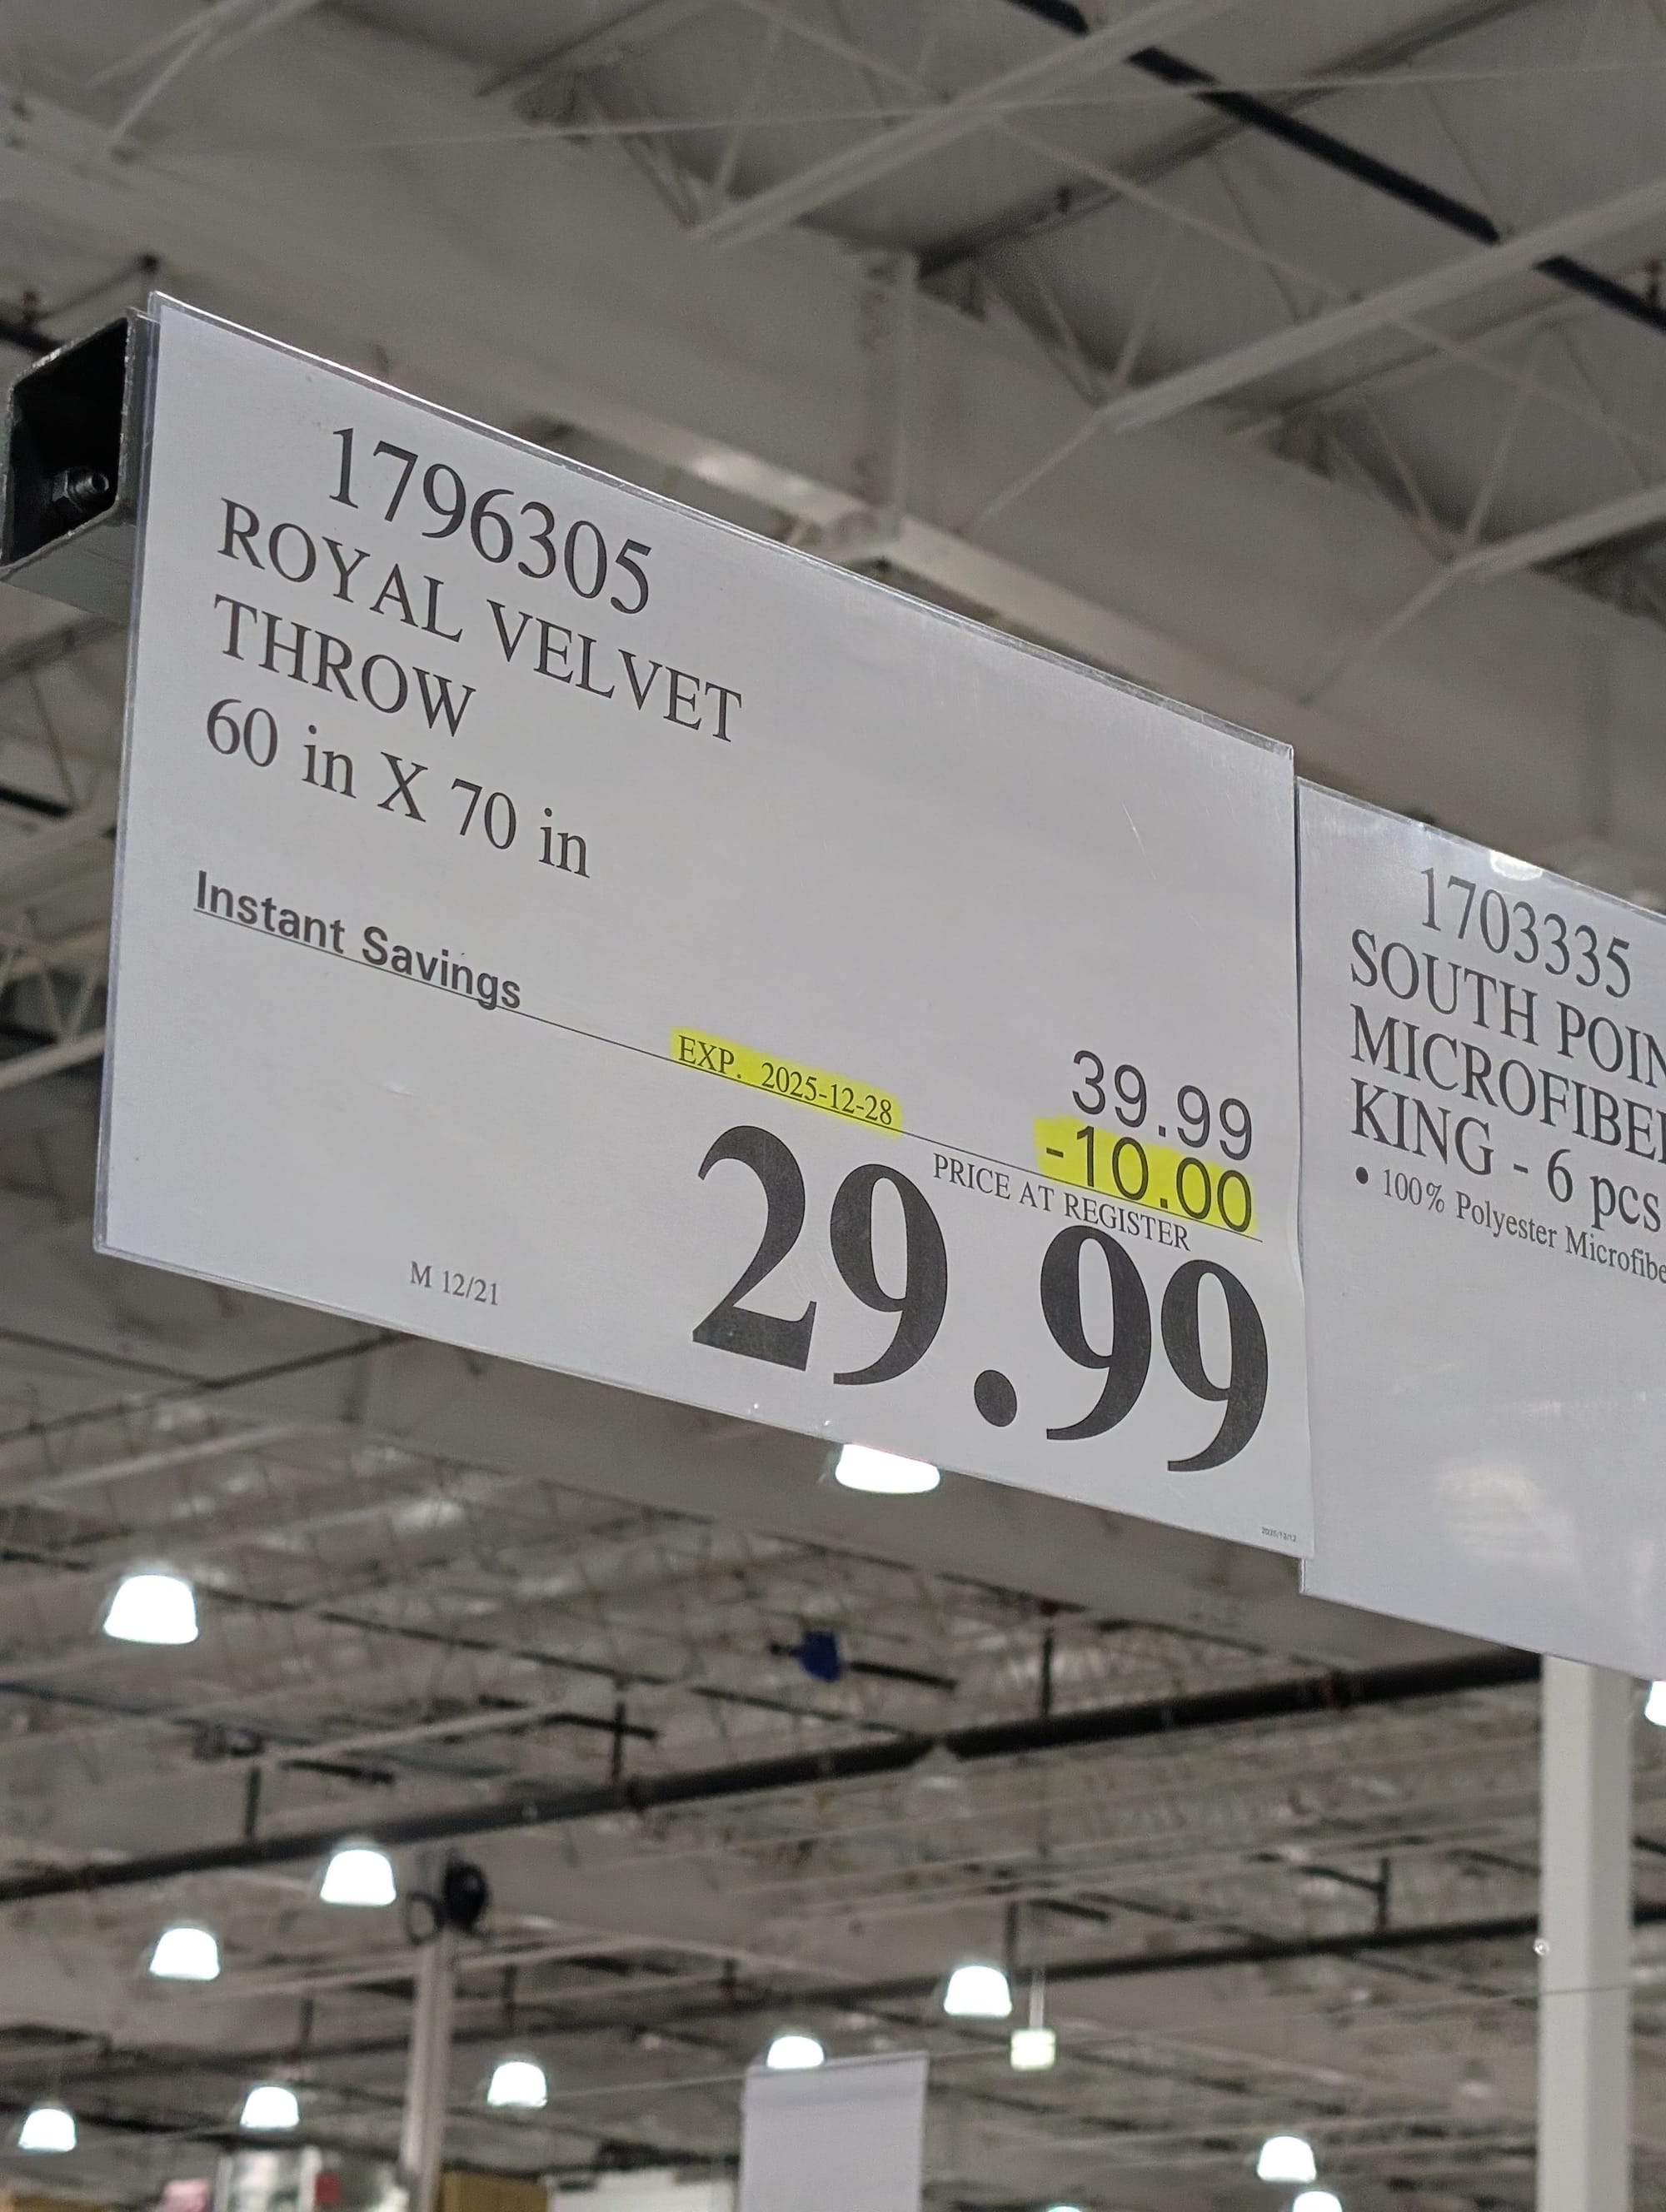 1796305
ROYAL VELVET
THROW
60 in X 70 in
Instant Savings
39.99
EXP. 2025-12-28
-10.00
PRICE AT REGISTER
29.99
M 12/21
1703335
SOUTH POIN
MICROFIBE
KING - 6 pcs
• 100% Polyester Microfibe